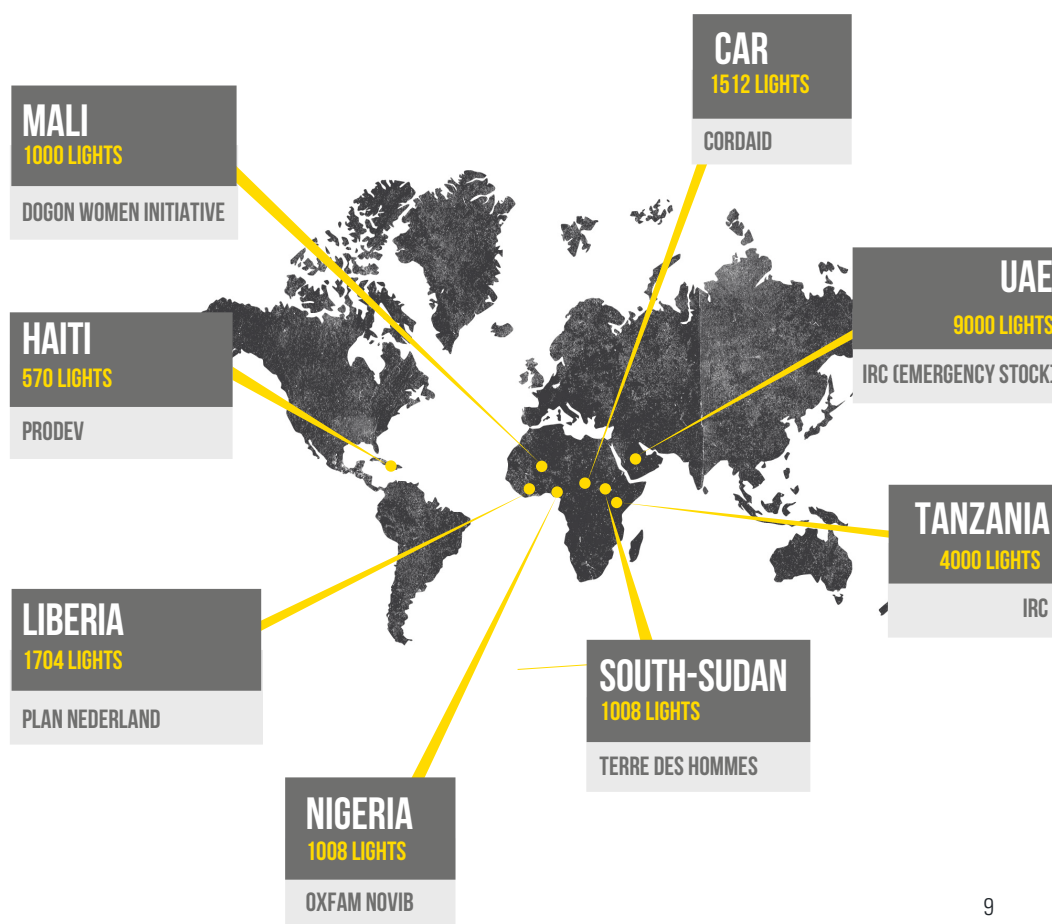 CAR
1512 LIGHTS
CORDAID
MALI
1000 LIGHTS
DOGON WOMEN INITIATIVE
UAE
9000 LIGHTS
IRC (EMERGENCY STOCK)
HAITI
570 LIGHTS
PRODEV
TANZANIA
4000 LIGHTS
IRC
LIBERIA
1704 LIGHTS
PLAN NEDERLAND
SOUTH-SUDAN
1008 LIGHTS
TERRE DES HOMMES
NIGERIA
1008 LIGHTS
OXFAM NOVIB
9